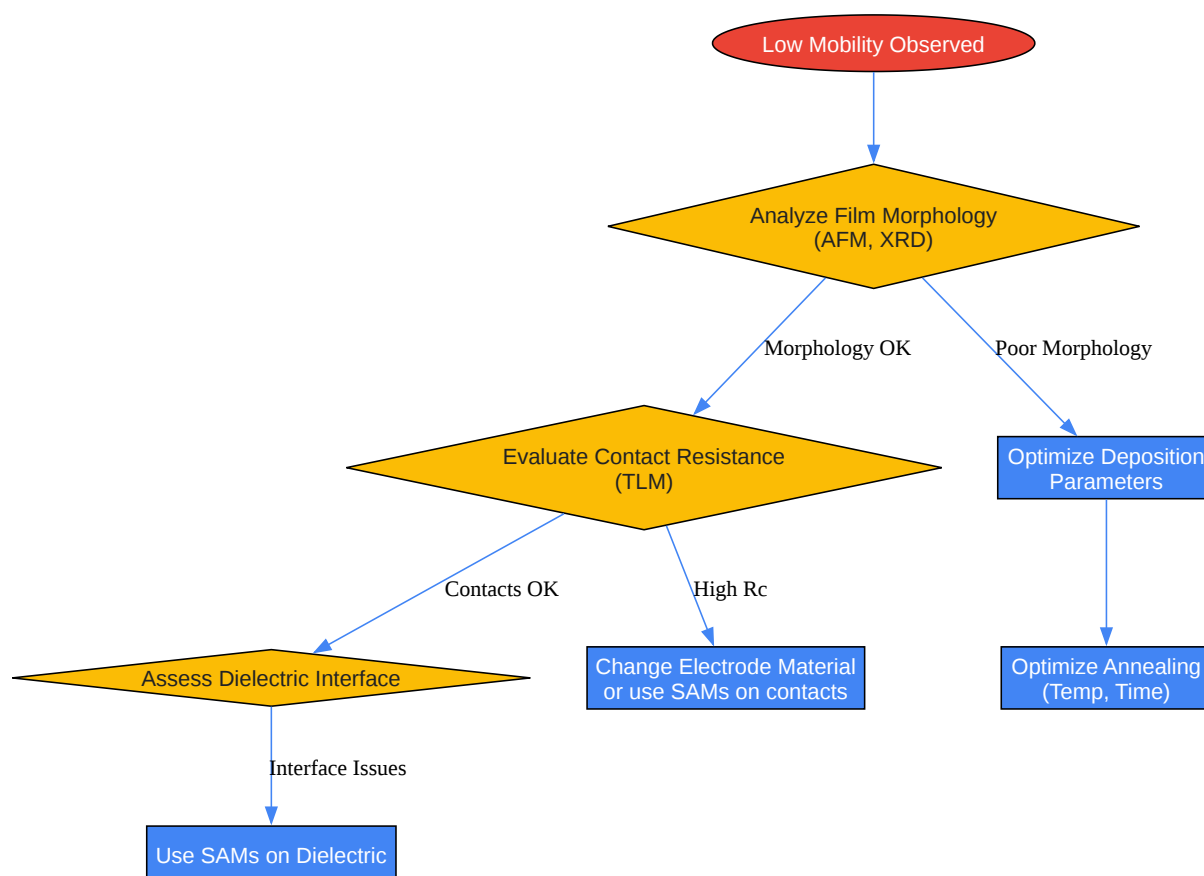 Low Mobility Observed
Analyze Film Morphology
(AFM, XRD)
Morphology OK
Poor Morphology
Evaluate Contact Resistance
(TLM)
Optimize Deposition
Parameters
Contacts OK
High Rc
Assess Dielectric Interface
Change Electrode Material
or use SAMs on contacts
Optimize Annealing
(Temp, Time)
Interface Issues
Use SAMs on Dielectric